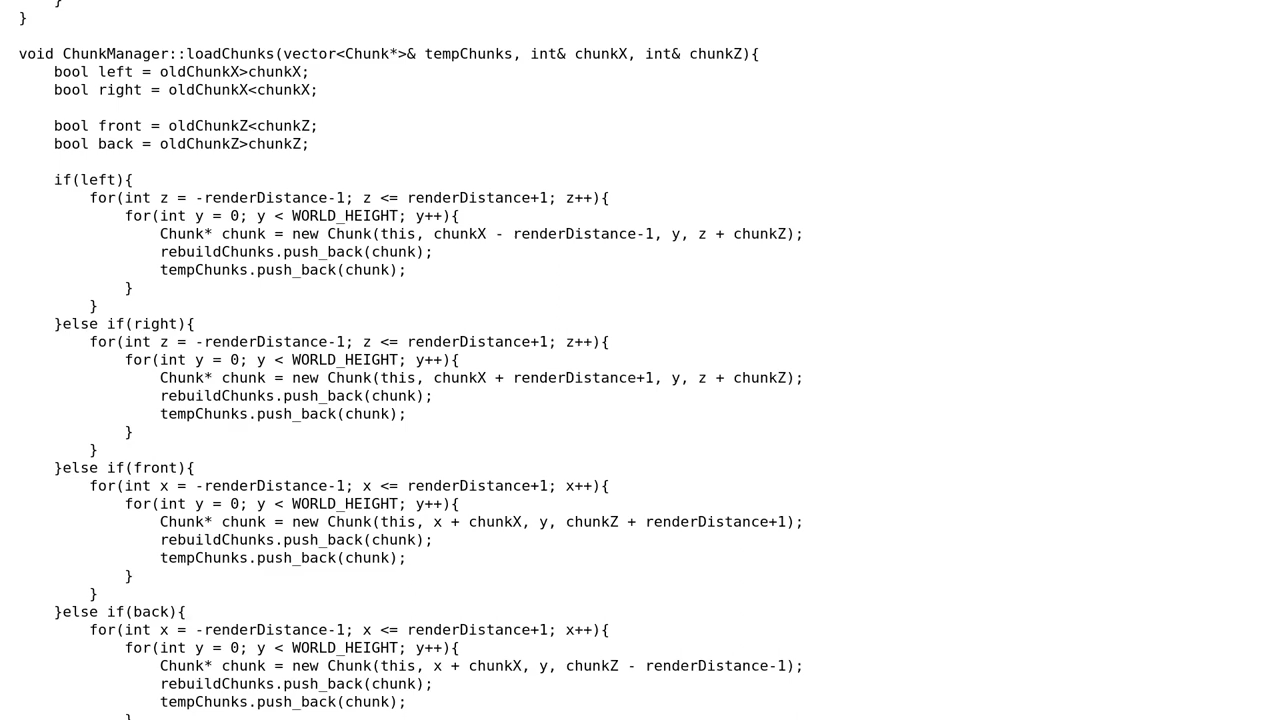 }
}

void ChunkManager::loadChunks(vector<Chunk*>& tempChunks, int& chunkX, int& chunkZ){
    bool left = oldChunkX>chunkX;
    bool right = oldChunkX<chunkX;

    bool front = oldChunkZ<chunkZ;
    bool back = oldChunkZ>chunkZ;

    if(left){
        for(int z = -renderDistance-1; z <= renderDistance+1; z++){
            for(int y = 0; y < WORLD_HEIGHT; y++){
                Chunk* chunk = new Chunk(this, chunkX - renderDistance-1, y, z + chunkZ);
                rebuildChunks.push_back(chunk);
                tempChunks.push_back(chunk);
            }
        }
    }else if(right){
        for(int z = -renderDistance-1; z <= renderDistance+1; z++){
            for(int y = 0; y < WORLD_HEIGHT; y++){
                Chunk* chunk = new Chunk(this, chunkX + renderDistance+1, y, z + chunkZ);
                rebuildChunks.push_back(chunk);
                tempChunks.push_back(chunk);
            }
        }
    }else if(front){
        for(int x = -renderDistance-1; x <= renderDistance+1; x++){
            for(int y = 0; y < WORLD_HEIGHT; y++){
                Chunk* chunk = new Chunk(this, x + chunkX, y, chunkZ + renderDistance+1);
                rebuildChunks.push_back(chunk);
                tempChunks.push_back(chunk);
            }
        }
    }else if(back){
        for(int x = -renderDistance-1; x <= renderDistance+1; x++){
            for(int y = 0; y < WORLD_HEIGHT; y++){
                Chunk* chunk = new Chunk(this, x + chunkX, y, chunkZ - renderDistance-1);
                rebuildChunks.push_back(chunk);
                tempChunks.push_back(chunk);
            }